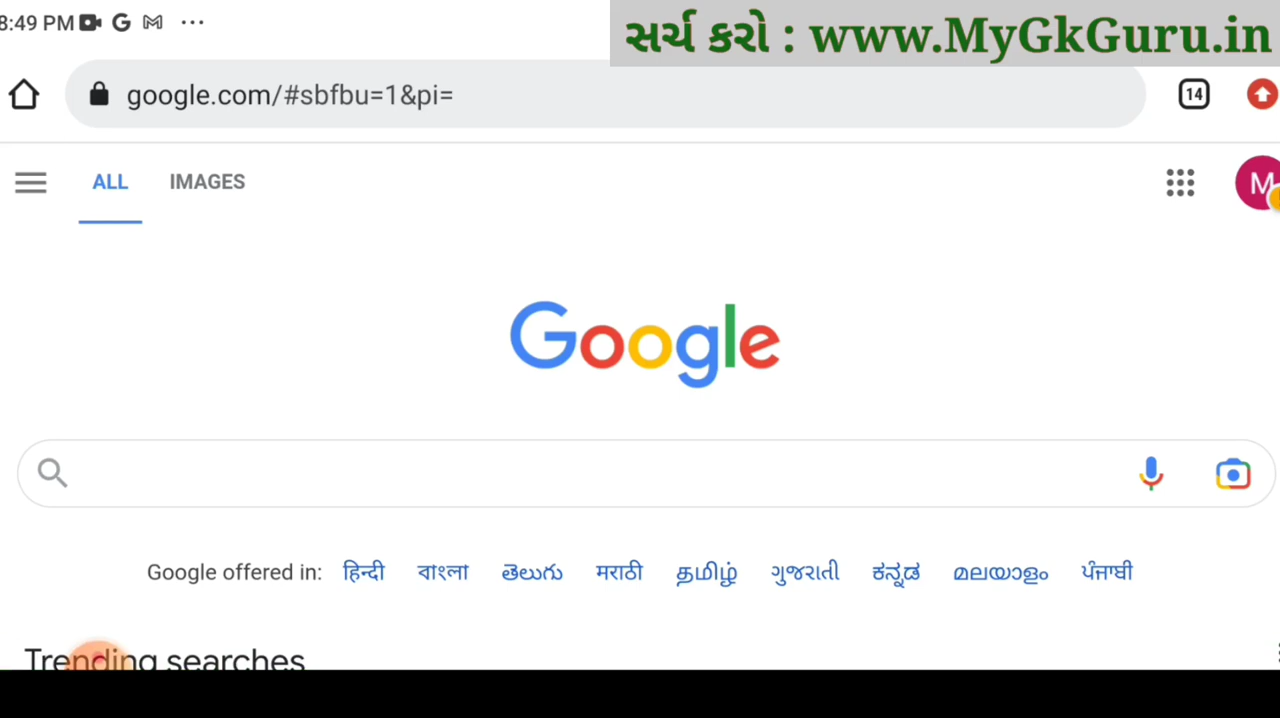 8:49 PM G M ...
સર્ચ કરો : www.MyGkGuru.in
google.com/#sbfbu=1&pi=
14
ALL IMAGES
M
Google
Google offered in: हिन्दी বাংলা తెలుగు मराठी தமிழ் ગુજરાતી ಕನ್ನಡ മലയാളം ਪੰਜਾਬੀ
Trending searches